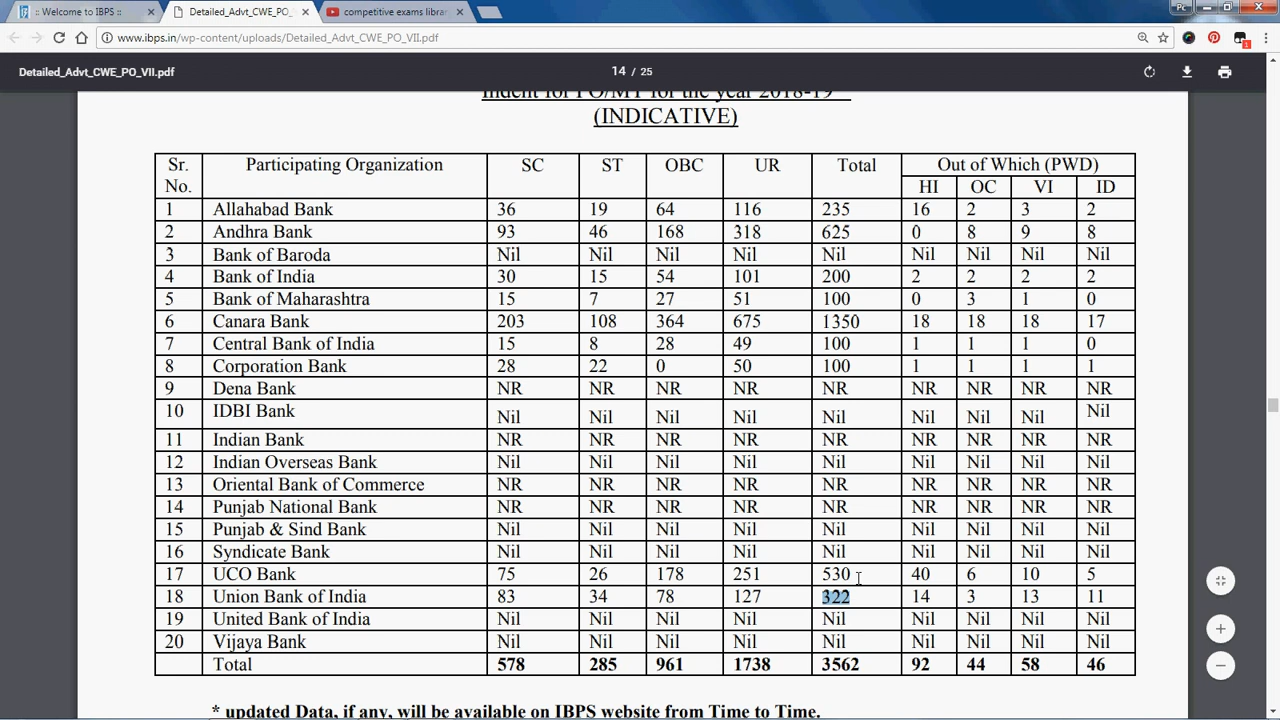 :: Welcome to IBPS ::
Detailed_Advt_CWE_PO_
competitive exams librar
Pc
www.ibps.in/wp-content/uploads/Detailed_Advt_CWE_PO_VII.pdf
1
Detailed_Advt_CWE_PO_VII.pdf
14 / 25
Indent for PO/MT for the year 2018-19
(INDICATIVE)
Sr. No. Participating Organization SC ST OBC UR Total Out of Which (PWD)
HI OC VI ID
1 Allahabad Bank 36 19 64 116 235 16 2 3 2
2 Andhra Bank 93 46 168 318 625 0 8 9 8
3 Bank of Baroda Nil Nil Nil Nil Nil Nil Nil Nil Nil
4 Bank of India 30 15 54 101 200 2 2 2 2
5 Bank of Maharashtra 15 7 27 51 100 0 3 1 0
6 Canara Bank 203 108 364 675 1350 18 18 18 17
7 Central Bank of India 15 8 28 49 100 1 1 1 0
8 Corporation Bank 28 22 0 50 100 1 1 1 1
9 Dena Bank NR NR NR NR NR NR NR NR NR
10 IDBI Bank Nil Nil Nil Nil Nil Nil Nil Nil Nil
11 Indian Bank NR NR NR NR NR NR NR NR NR
12 Indian Overseas Bank Nil Nil Nil Nil Nil Nil Nil Nil Nil
13 Oriental Bank of Commerce NR NR NR NR NR NR NR NR NR
14 Punjab National Bank NR NR NR NR NR NR NR NR NR
15 Punjab & Sind Bank Nil Nil Nil Nil Nil Nil Nil Nil Nil
16 Syndicate Bank Nil Nil Nil Nil Nil Nil Nil Nil Nil
17 UCO Bank 75 26 178 251 530 40 6 10 5
18 Union Bank of India 83 34 78 127 322 14 3 13 11
19 United Bank of India Nil Nil Nil Nil Nil Nil Nil Nil Nil
20 Vijaya Bank Nil Nil Nil Nil Nil Nil Nil Nil Nil
Total 578 285 961 1738 3562 92 44 58 46
* updated Data, if any, will be available on IBPS website from Time to Time.